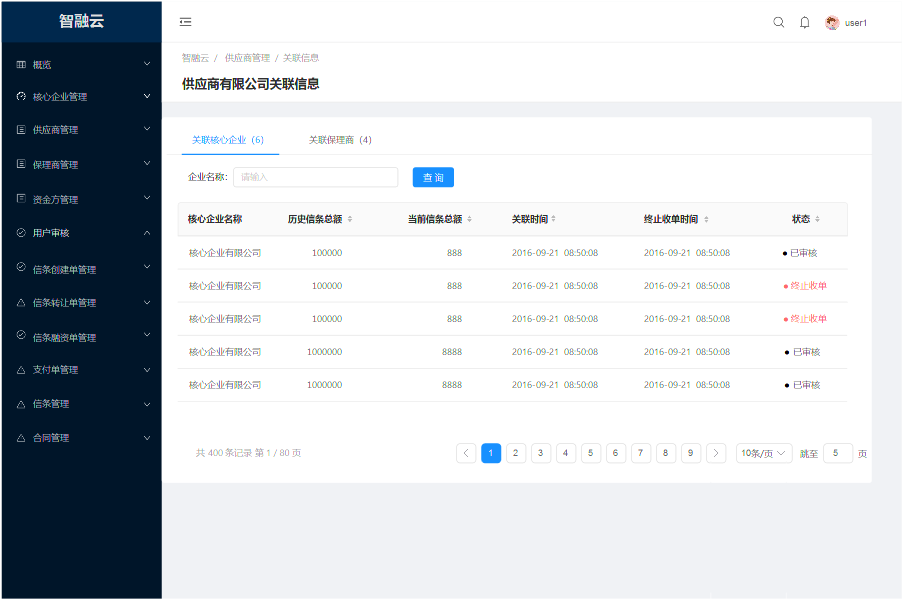 智融云
user1
概览
核心企业管理
供应商管理
保理商管理
资金方管理
用户审核
信条创建单管理
信条转让单管理
信条融资单管理
支付单管理
信条管理
合同管理
智融云 / 供应商管理 / 关联信息
供应商有限公司关联信息
关联核心企业（6） 关联保理商（4）
企业名称: 请输入 查 询
核心企业名称 历史信条总额 当前信条总额 关联时间 终止收单时间 状态
核心企业有限公司 100000 888 2016-09-21 08:50:08 2016-09-21 08:50:08 已审核
核心企业有限公司 100000 888 2016-09-21 08:50:08 2016-09-21 08:50:08 终止收单
核心企业有限公司 100000 888 2016-09-21 08:50:08 2016-09-21 08:50:08 终止收单
核心企业有限公司 1000000 8888 2016-09-21 08:50:08 2016-09-21 08:50:08 已审核
核心企业有限公司 1000000 8888 2016-09-21 08:50:08 2016-09-21 08:50:08 已审核
共 400 条记录 第 1 / 80 页 1 2 3 4 5 6 7 8 9 10条/页 跳至 5 页